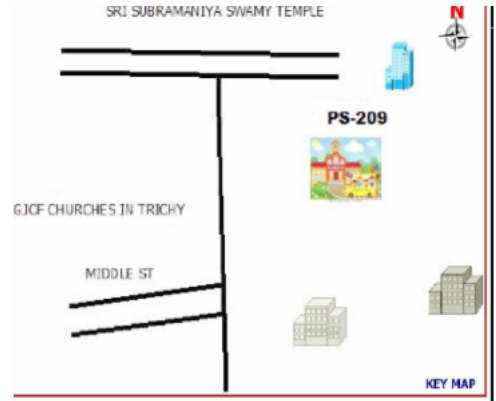 SRI SUBRAMANIYA SWAMY TEMPLE
N
PS-209
GJCF CHURCHES IN TRICHY
MIDDLE ST
KEY MAP